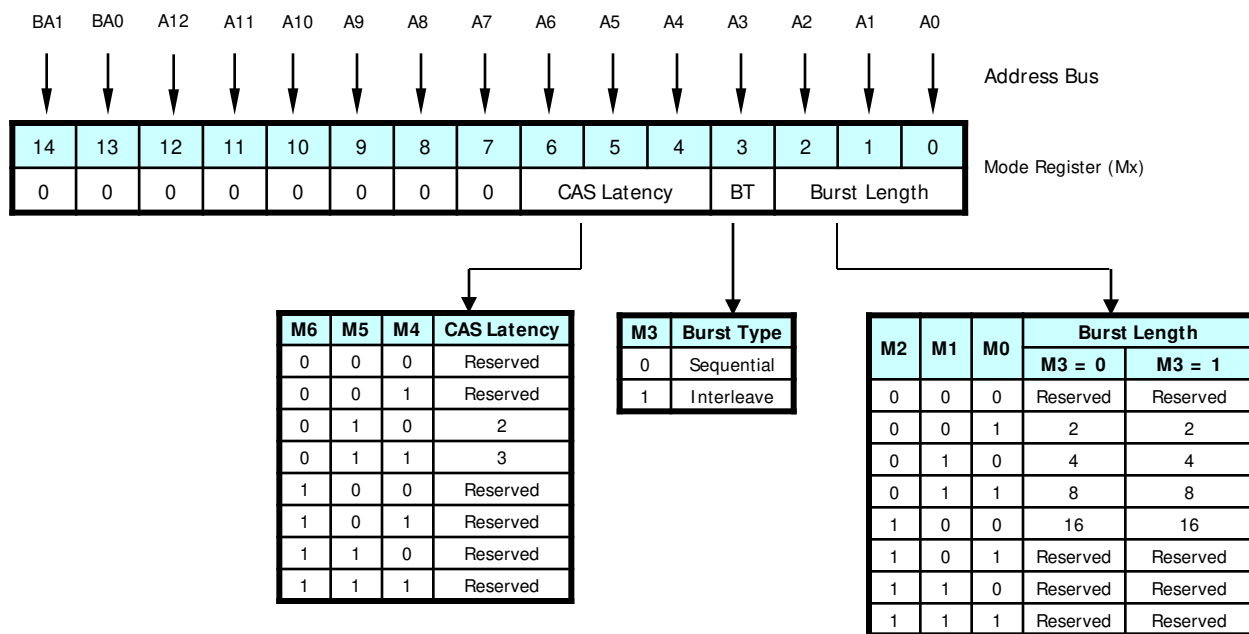 BA1 BA0 A12 A11 A10 A9 A8 A7 A6 A5 A4 A3 A2 A1 A0
Address Bus
14 13 12 11 10 9 8 7 6 5 4 3 2 1 0
Mode Register (Mx)
0 0 0 0 0 0 0 0 CAS Latency BT Burst Length
M6 M5 M4 CAS Latency
0 0 0 Reserved
0 0 1 Reserved
0 1 0 2
0 1 1 3
1 0 0 Reserved
1 0 1 Reserved
1 1 0 Reserved
1 1 1 Reserved
M3 Burst Type
0 Sequential
1 Interleave
M2 M1 M0 Burst Length
M3 = 0 M3 = 1
0 0 0 Reserved Reserved
0 0 1 2 2
0 1 0 4 4
0 1 1 8 8
1 0 0 16 16
1 0 1 Reserved Reserved
1 1 0 Reserved Reserved
1 1 1 Reserved Reserved